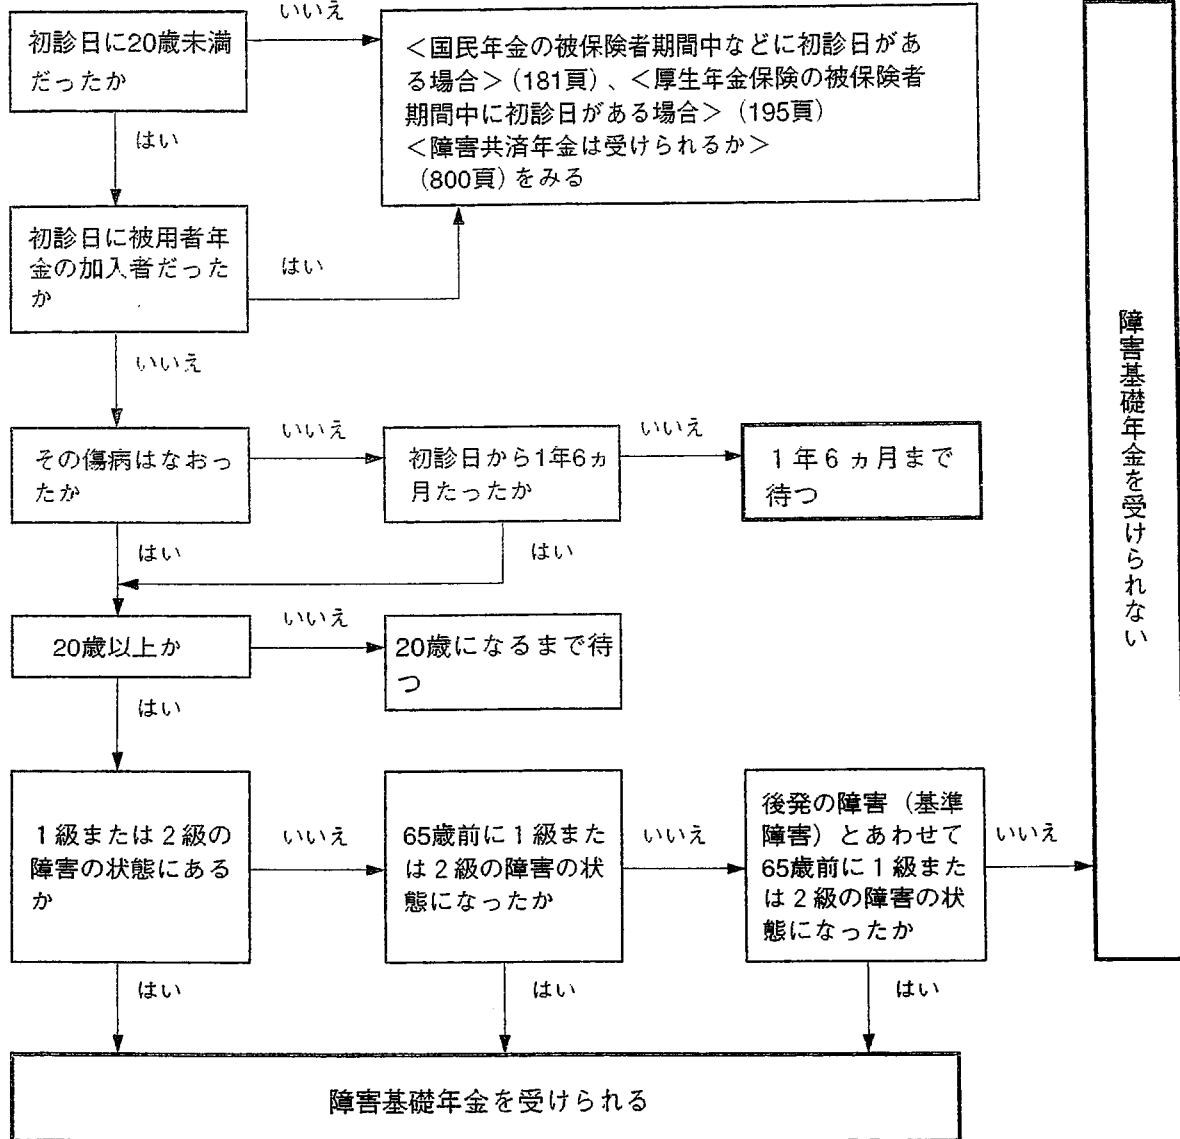 いいえ
初診日に20歳未満
だったか
＜国民年金の被保険者期間中などに初診日があ
る場合＞(181頁)、＜厚生年金保険の被保険者
期間中に初診日がある場合＞(195頁)
＜障害共済年金は受けられるか＞
(800頁)をみる
はい
初診日に被用者年
金の加入者だった
か
はい
いいえ
その傷病はなおっ
たか
いいえ
初診日から1年6ヵ
月たったか
いいえ
1年6ヵ月まで
待つ
はい
はい
20歳以上か
いいえ
20歳になるまで待
つ
はい
1級または2級の
障害の状態にある
か
いいえ
65歳前に1級また
は2級の障害の状
態になったか
いいえ
後発の障害（基準
障害）とあわせて
65歳前に1級また
は2級の障害の状
態になったか
いいえ
はい
はい
はい
障害基礎年金を受けられる
障害基礎年金を受けられない